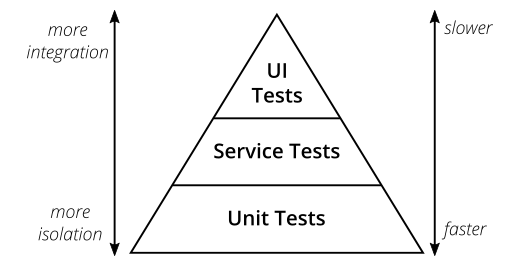 more
integration
slower
UI
Tests
Service Tests
Unit Tests
more
isolation
faster